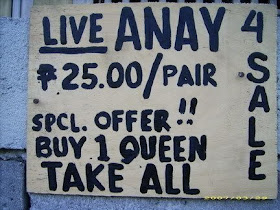 LIVE ANAY 4 SALE
₱25.00/PAIR
SPCL. OFFER!!
BUY 1 QUEEN
TAKE ALL